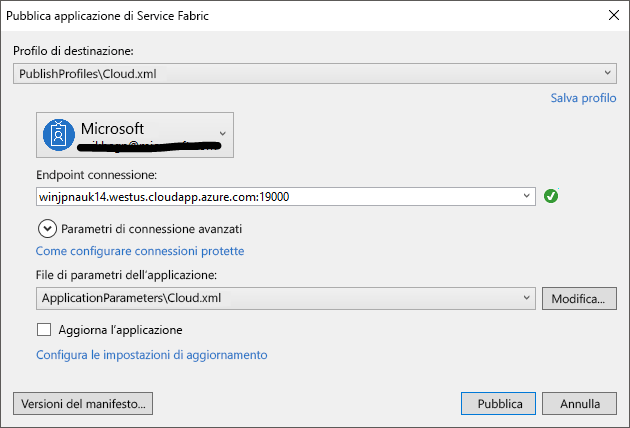 Pubblica applicazione di Service Fabric
Profilo di destinazione:
PublishProfiles\Cloud.xml
Salva profilo
Microsoft
Endpoint connessione:
winjpnauk14.westus.cloudapp.azure.com:19000
Parametri di connessione avanzati
Come configurare connessioni protette
File di parametri dell'applicazione:
ApplicationParameters\Cloud.xml
Modifica...
Aggiorna l'applicazione
Configura le impostazioni di aggiornamento
Versioni del manifesto...
Pubblica
Annulla